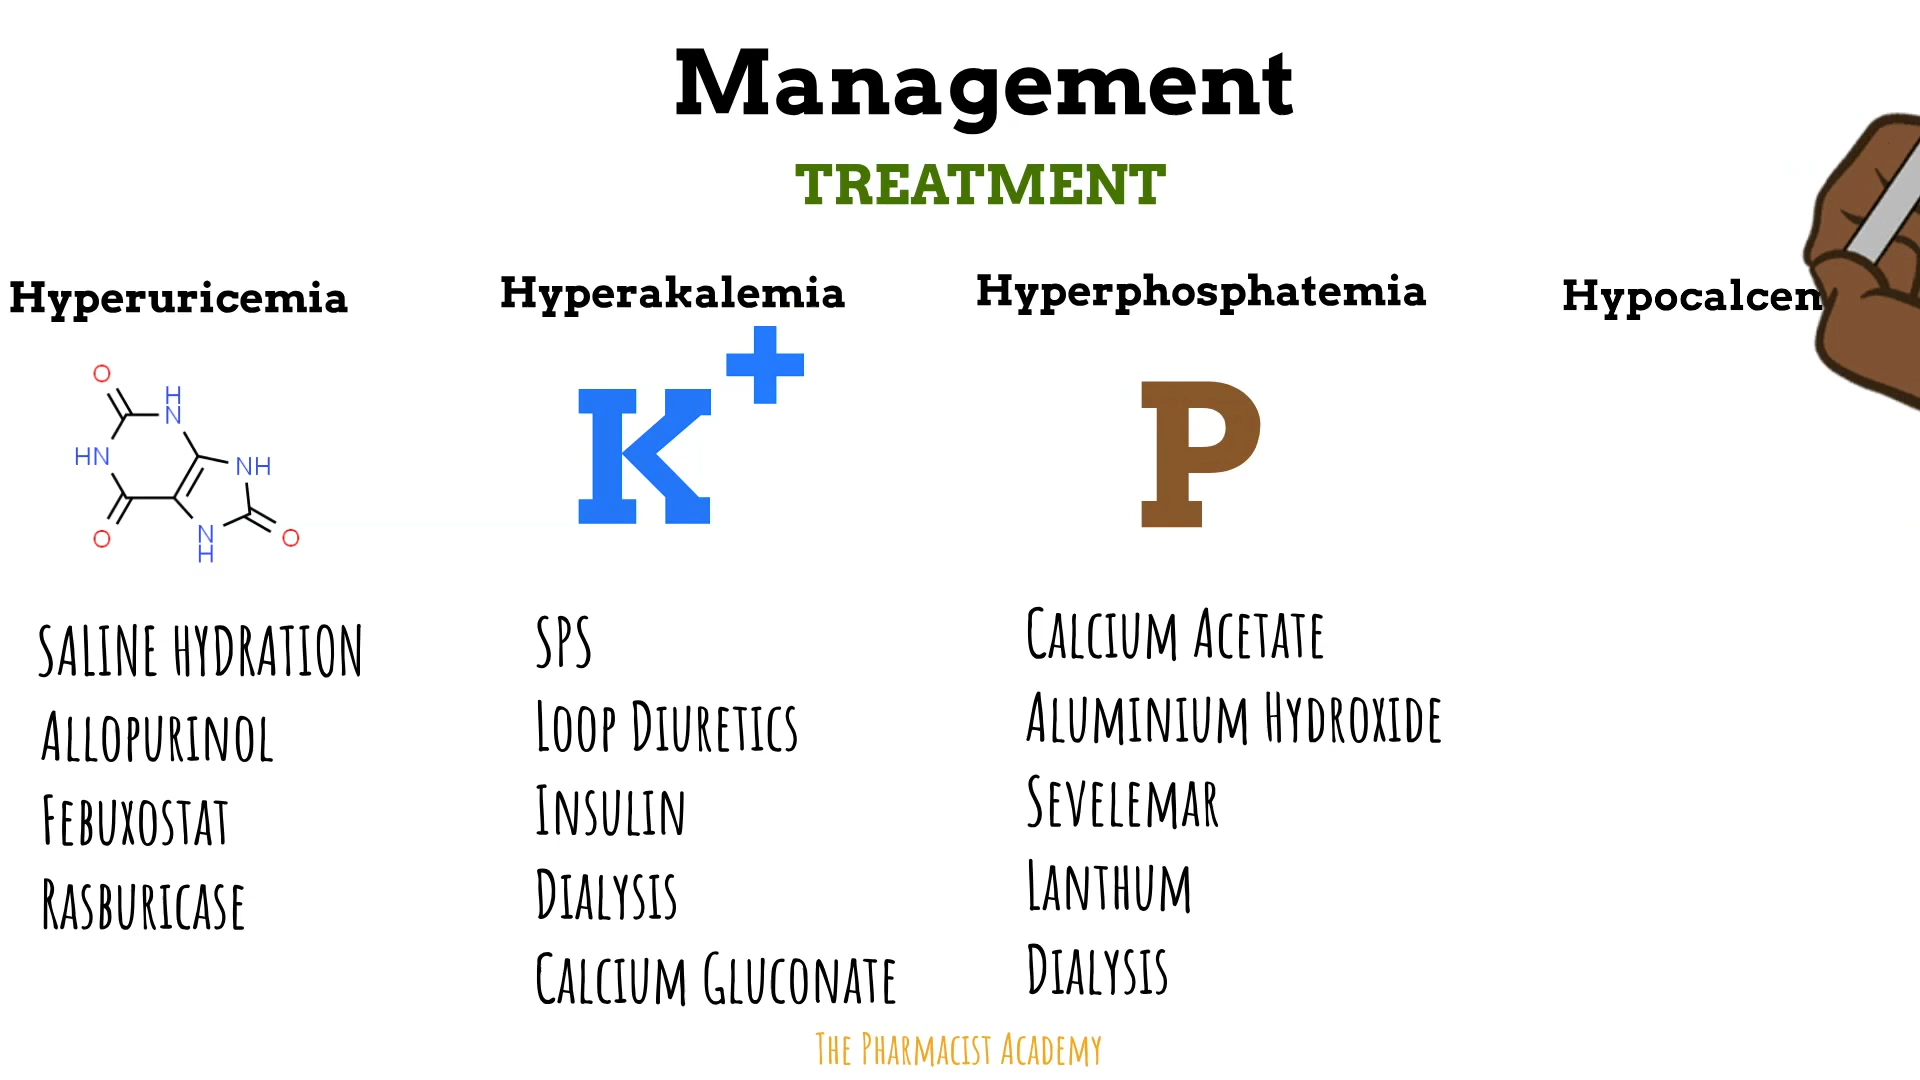 Management
TREATMENT
Hyperuricemia
Hyperakalemia
Hyperphosphatemia
Hypocalcem
O
H
N
HN
NH
O
N
H
O
K+
P
SALINE HYDRATION
ALLOPURINOL
FEBUXOSTAT
RASBURICASE
SPS
LOOP DIURETICS
INSULIN
DIALYSIS
CALCIUM GLUCONATE
CALCIUM ACETATE
ALUMINIUM HYDROXIDE
SEVELEMAR
LANTHUM
DIALYSIS
THE PHARMACIST ACADEMY